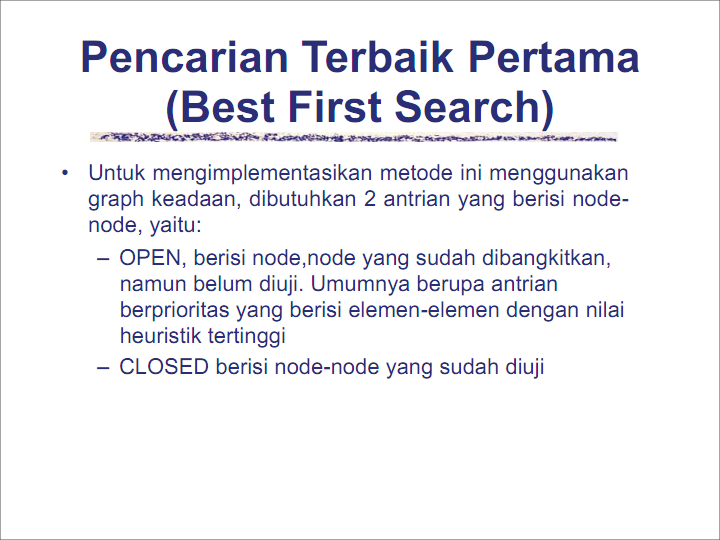 Pencarian Terbaik Pertama
(Best First Search)
• Untuk mengimplementasikan metode ini menggunakan
graph keadaan, dibutuhkan 2 antrian yang berisi node-
node, yaitu:
– OPEN, berisi node,node yang sudah dibangkitkan,
namun belum diuji. Umumnya berupa antrian
berprioritas yang berisi elemen-elemen dengan nilai
heuristik tertinggi
– CLOSED berisi node-node yang sudah diuji